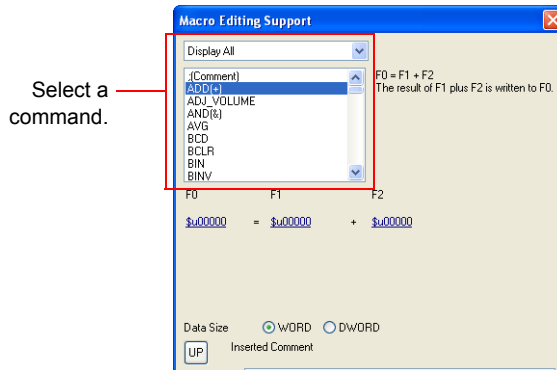 Macro Editing Support
Display All
Select a
command.
;(Comment)
ADD(+)
ADJ_VOLUME
AND(&)
AVG
BCD
BCLR
BIN
BINV
F0 = F1 + F2
The result of F1 plus F2 is written to F0.
F0 F1 F2
$u00000 = $u00000 + $u00000
Data Size WORD DWORD
UP Inserted Comment